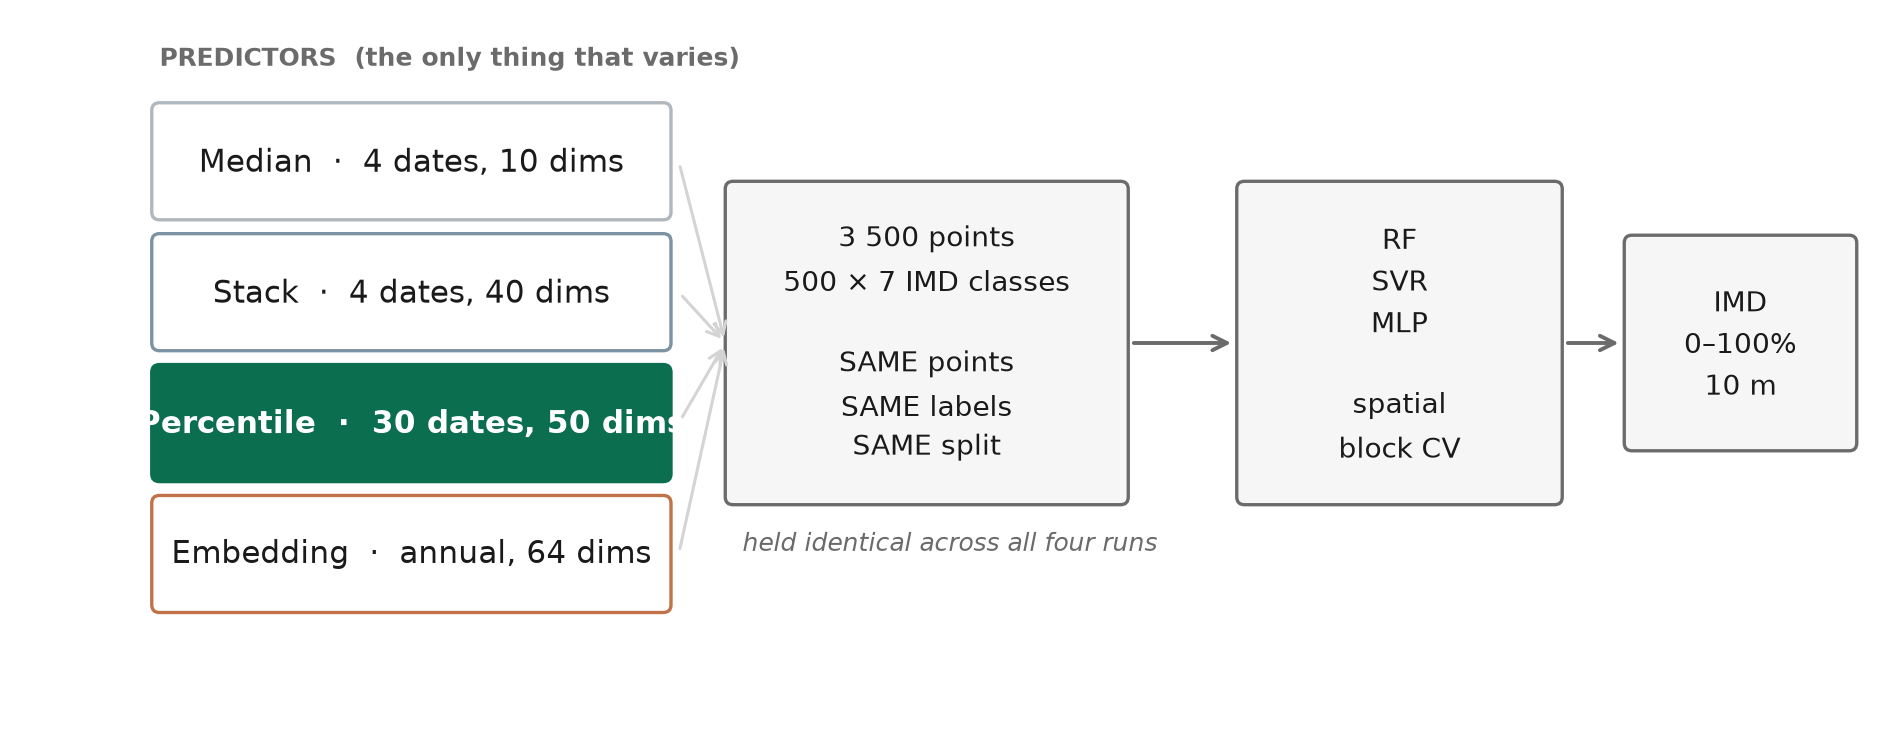 PREDICTORS (the only thing that varies)
Median · 4 dates, 10 dims
Stack · 4 dates, 40 dims
Percentile · 30 dates, 50 dims
Embedding · annual, 64 dims
3 500 points
500 × 7 IMD classes
SAME points
SAME labels
SAME split
held identical across all four runs
RF
SVR
MLP
spatial
block CV
IMD
0–100%
10 m